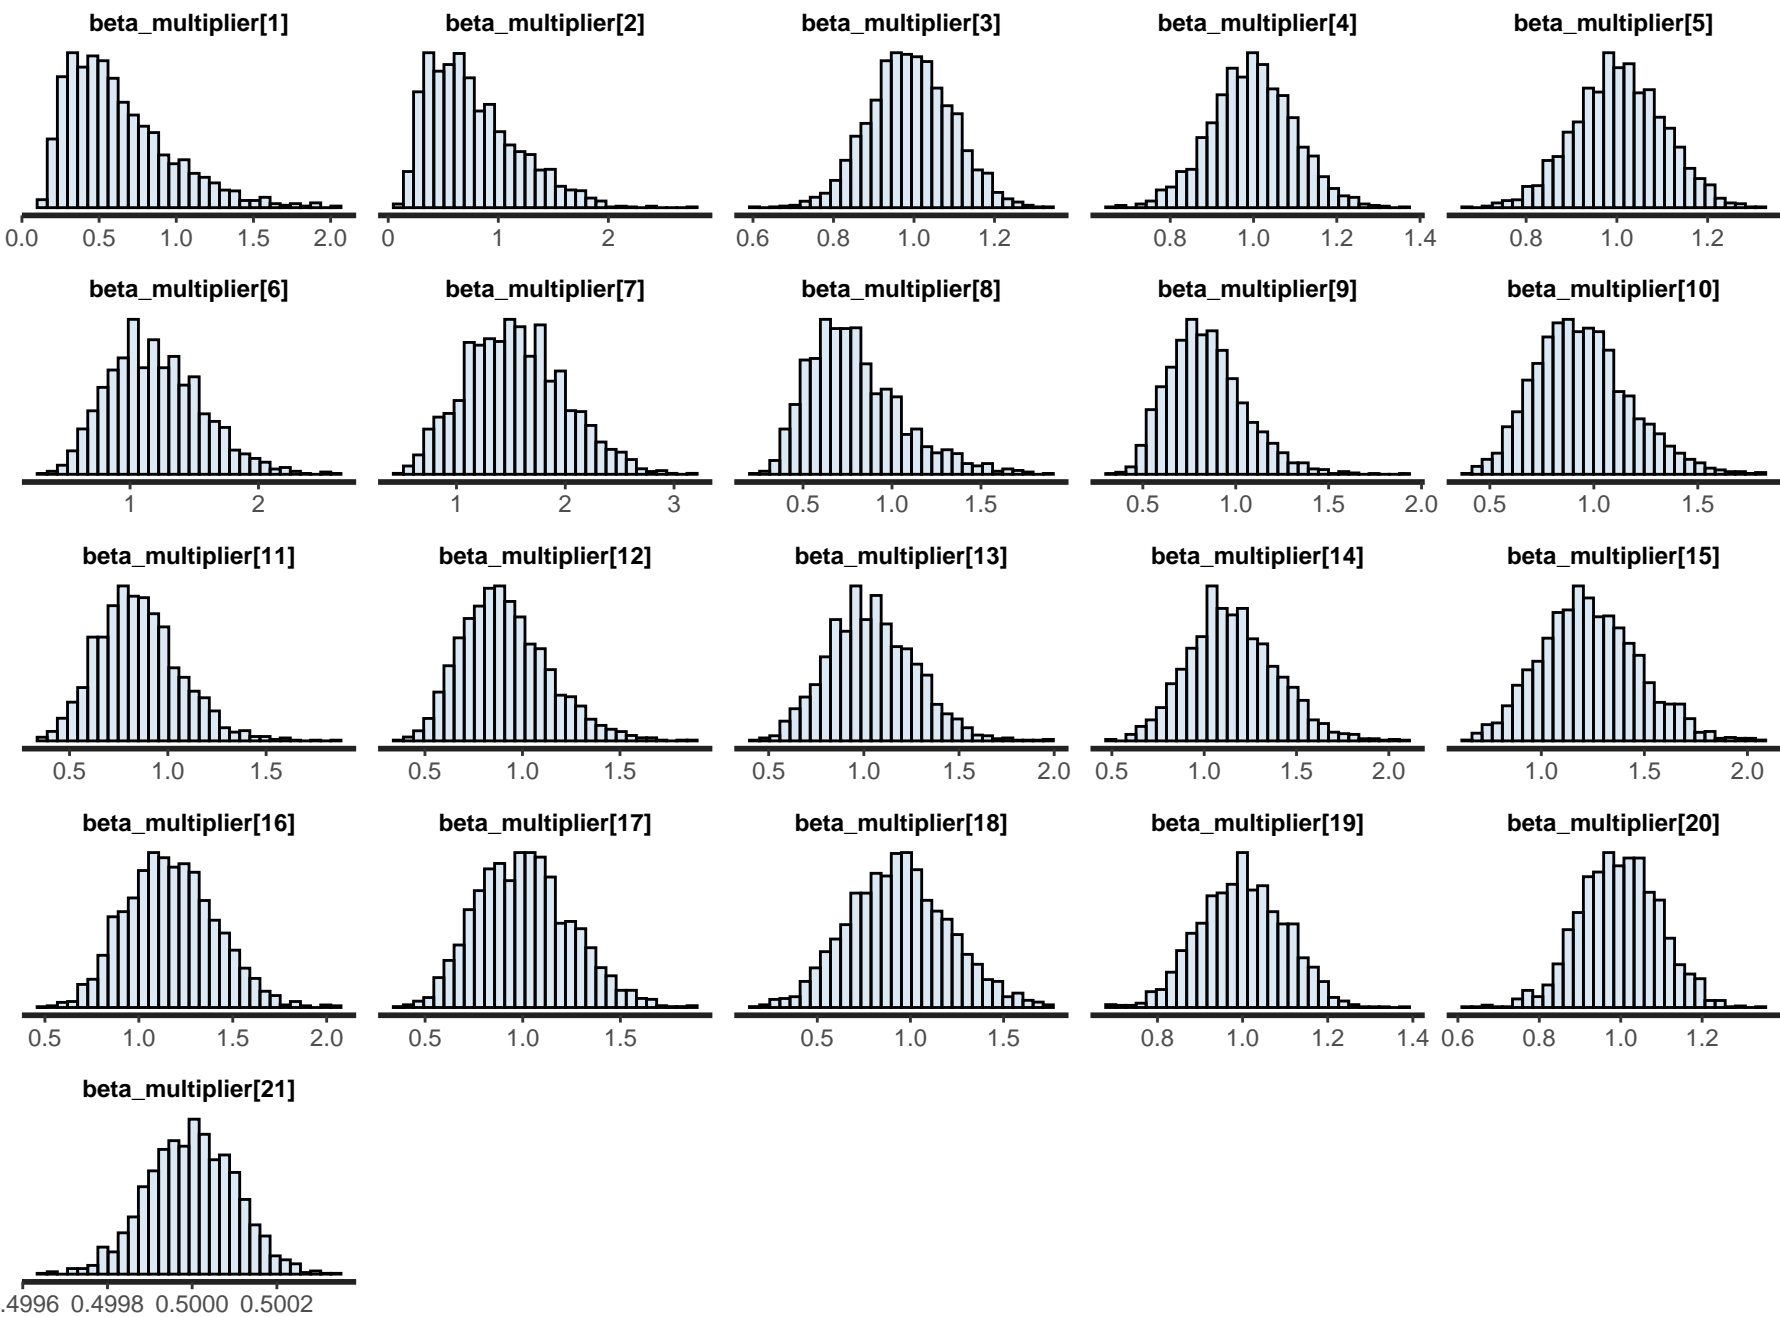 beta_multiplier[1] beta_multiplier[2] beta_multiplier[3] beta_multiplier[4] beta_multiplier[5]
0.0 0.5 1.0 1.5 2.0 0 1 2 0.6 0.8 1.0 1.2 0.8 1.0 1.2 1.4 0.8 1.0 1.2
beta_multiplier[6] beta_multiplier[7] beta_multiplier[8] beta_multiplier[9] beta_multiplier[10]
1 2 1 2 3 0.5 1.0 1.5 0.5 1.0 1.5 2.0 0.5 1.0 1.5
beta_multiplier[11] beta_multiplier[12] beta_multiplier[13] beta_multiplier[14] beta_multiplier[15]
0.5 1.0 1.5 0.5 1.0 1.5 0.5 1.0 1.5 2.0 0.5 1.0 1.5 2.0 1.0 1.5 2.0
beta_multiplier[16] beta_multiplier[17] beta_multiplier[18] beta_multiplier[19] beta_multiplier[20]
0.5 1.0 1.5 2.0 0.5 1.0 1.5 0.5 1.0 1.5 0.8 1.0 1.2 1.4 0.6 0.8 1.0 1.2
beta_multiplier[21]
.4996 0.4998 0.5000 0.5002